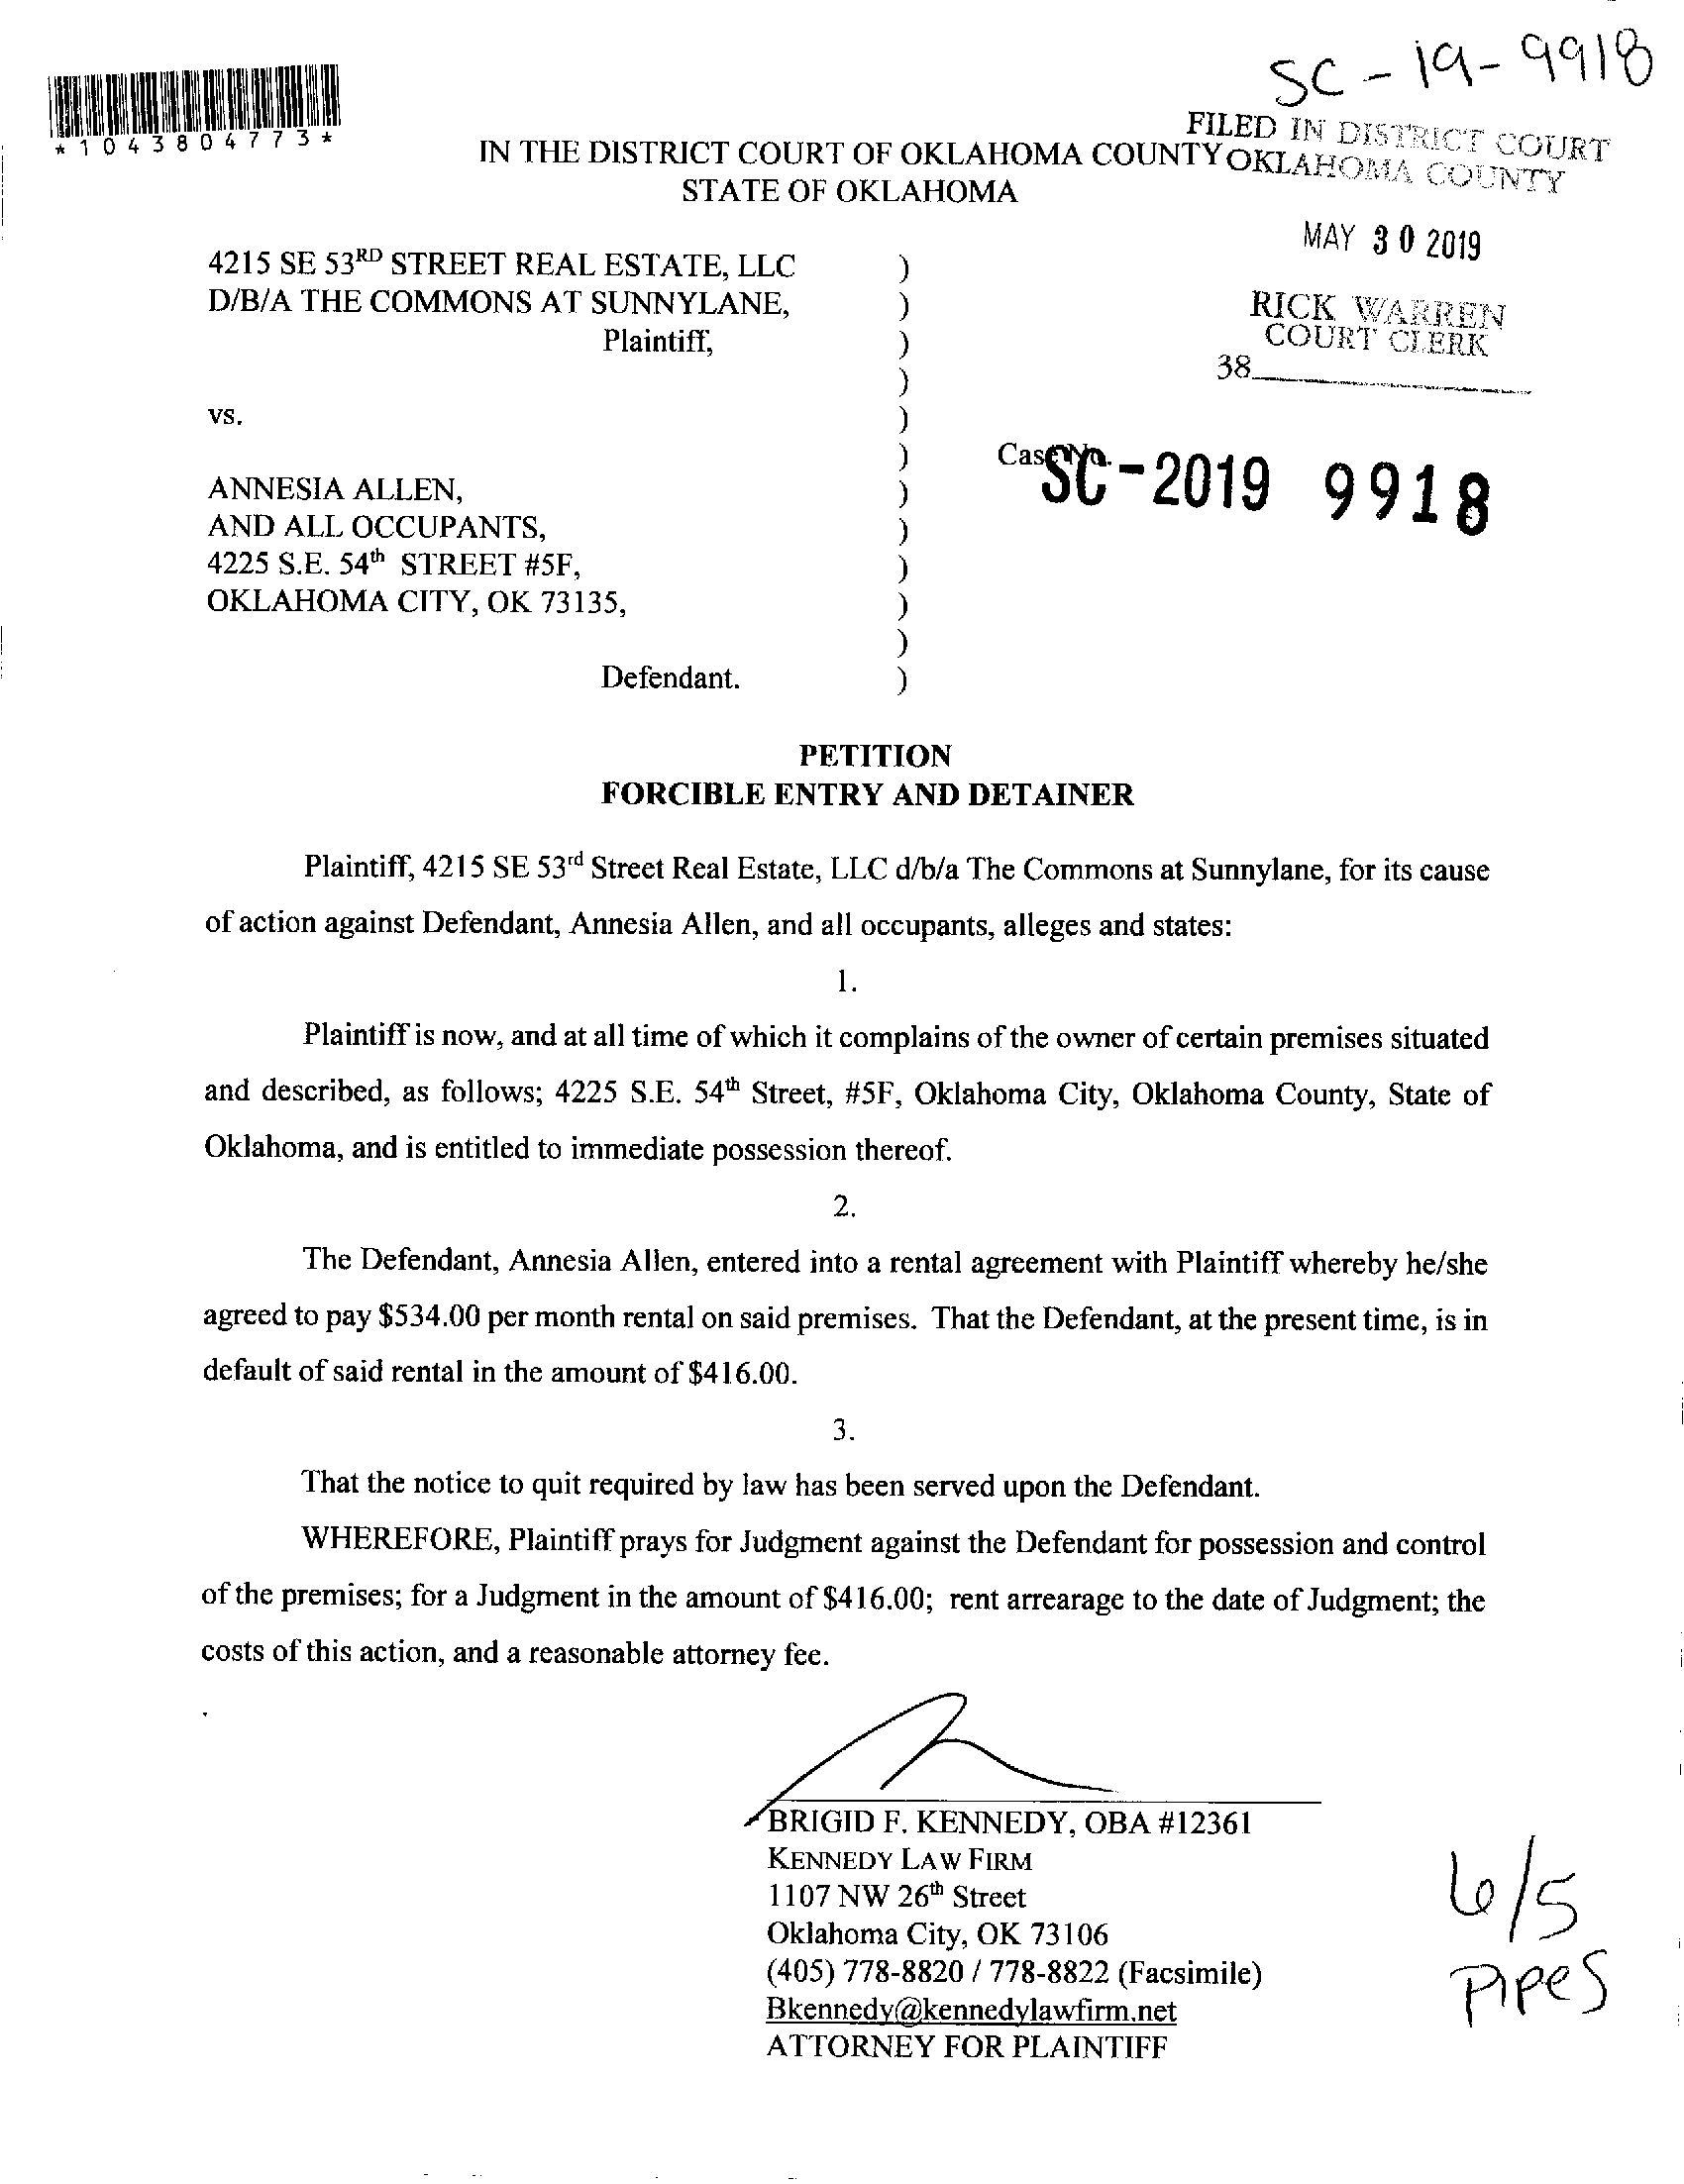 SC-19-9918
*1043804773*
FILED IN DISTRICT COURT
OKLAHOMA COUNTY
IN THE DISTRICT COURT OF OKLAHOMA COUNTY
STATE OF OKLAHOMA
MAY 30 2019
RICK WARREN
COURT CLERK
38
4215 SE 53RD STREET REAL ESTATE, LLC )
D/B/A THE COMMONS AT SUNNYLANE, )
Plaintiff, )
)
vs. )
) Case No.
SC-2019 9918
ANNESIA ALLEN, )
AND ALL OCCUPANTS, )
4225 S.E. 54th STREET #5F, )
OKLAHOMA CITY, OK 73135, )
)
Defendant. )
PETITION
FORCIBLE ENTRY AND DETAINER
Plaintiff, 4215 SE 53rd Street Real Estate, LLC d/b/a The Commons at Sunnylane, for its cause
of action against Defendant, Annesia Allen, and all occupants, alleges and states:
1.
Plaintiff is now, and at all time of which it complains of the owner of certain premises situated
and described, as follows; 4225 S.E. 54th Street, #5F, Oklahoma City, Oklahoma County, State of
Oklahoma, and is entitled to immediate possession thereof.
2.
The Defendant, Annesia Allen, entered into a rental agreement with Plaintiff whereby he/she
agreed to pay $534.00 per month rental on said premises. That the Defendant, at the present time, is in
default of said rental in the amount of $416.00.
3.
That the notice to quit required by law has been served upon the Defendant.
WHEREFORE, Plaintiff prays for Judgment against the Defendant for possession and control
of the premises; for a Judgment in the amount of $416.00; rent arrearage to the date of Judgment; the
costs of this action, and a reasonable attorney fee.
BRIGID F. KENNEDY, OBA #12361
KENNEDY LAW FIRM
1107 NW 26th Street
Oklahoma City, OK 73106
(405) 778-8820 / 778-8822 (Facsimile)
Bkennedy@kennedylawfirm.net
ATTORNEY FOR PLAINTIFF
6/5
PIPES